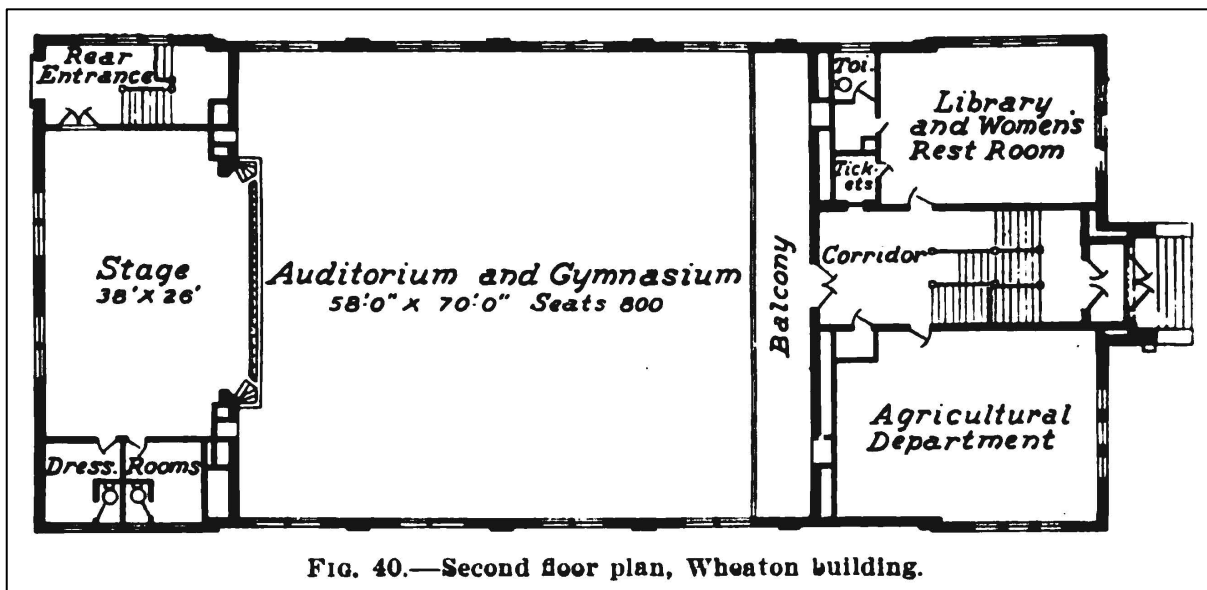 Rear
Entrance
Toi.
Library
and Women's
Rest Room
Tick-
ets
Stage
38'X 26'
Auditorium and Gymnasium
58'0" X 70'0" Seats 800
Balcony
Corridor
Agricultural
Department
Dress. Rooms
FIG. 40.—Second floor plan, Wheaton building.